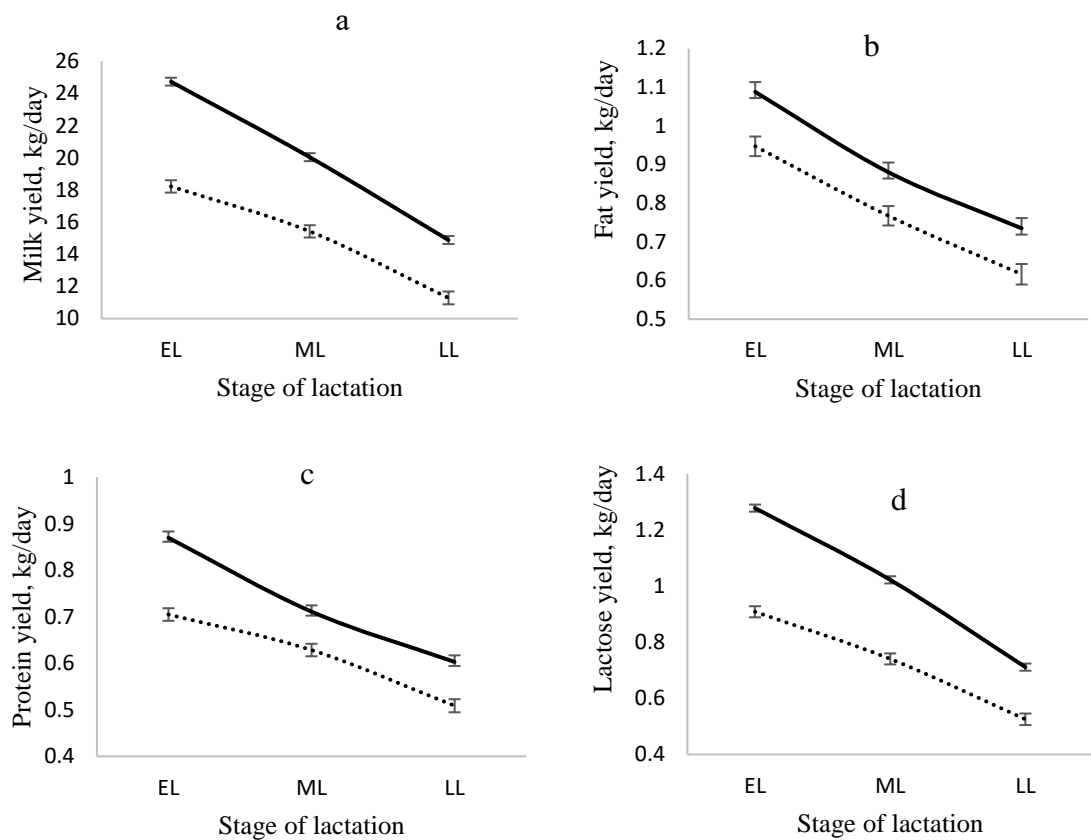 a
Milk yield, kg/day
26
24
22
20
18
16
14
12
10
EL ML LL
Stage of lactation
b
Fat yield, kg/day
1.2
1.1
1
0.9
0.8
0.7
0.6
0.5
EL ML LL
Stage of lactation
c
Protein yield, kg/day
1
0.9
0.8
0.7
0.6
0.5
0.4
EL ML LL
Stage of lactation
d
Lactose yield, kg/day
1.4
1.2
1
0.8
0.6
0.4
EL ML LL
Stage of lactation